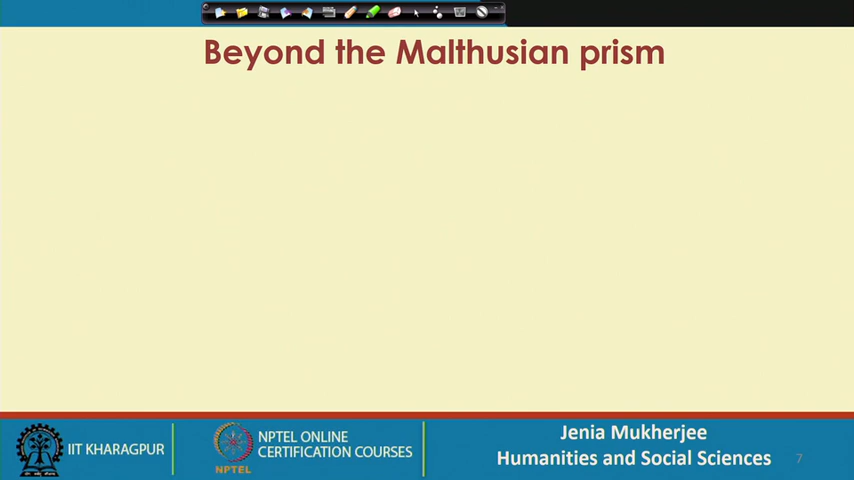 Beyond the Malthusian prism
IIT KHARAGPUR
NPTEL
NPTEL ONLINE
CERTIFICATION COURSES
Jenia Mukherjee
Humanities and Social Sciences
7